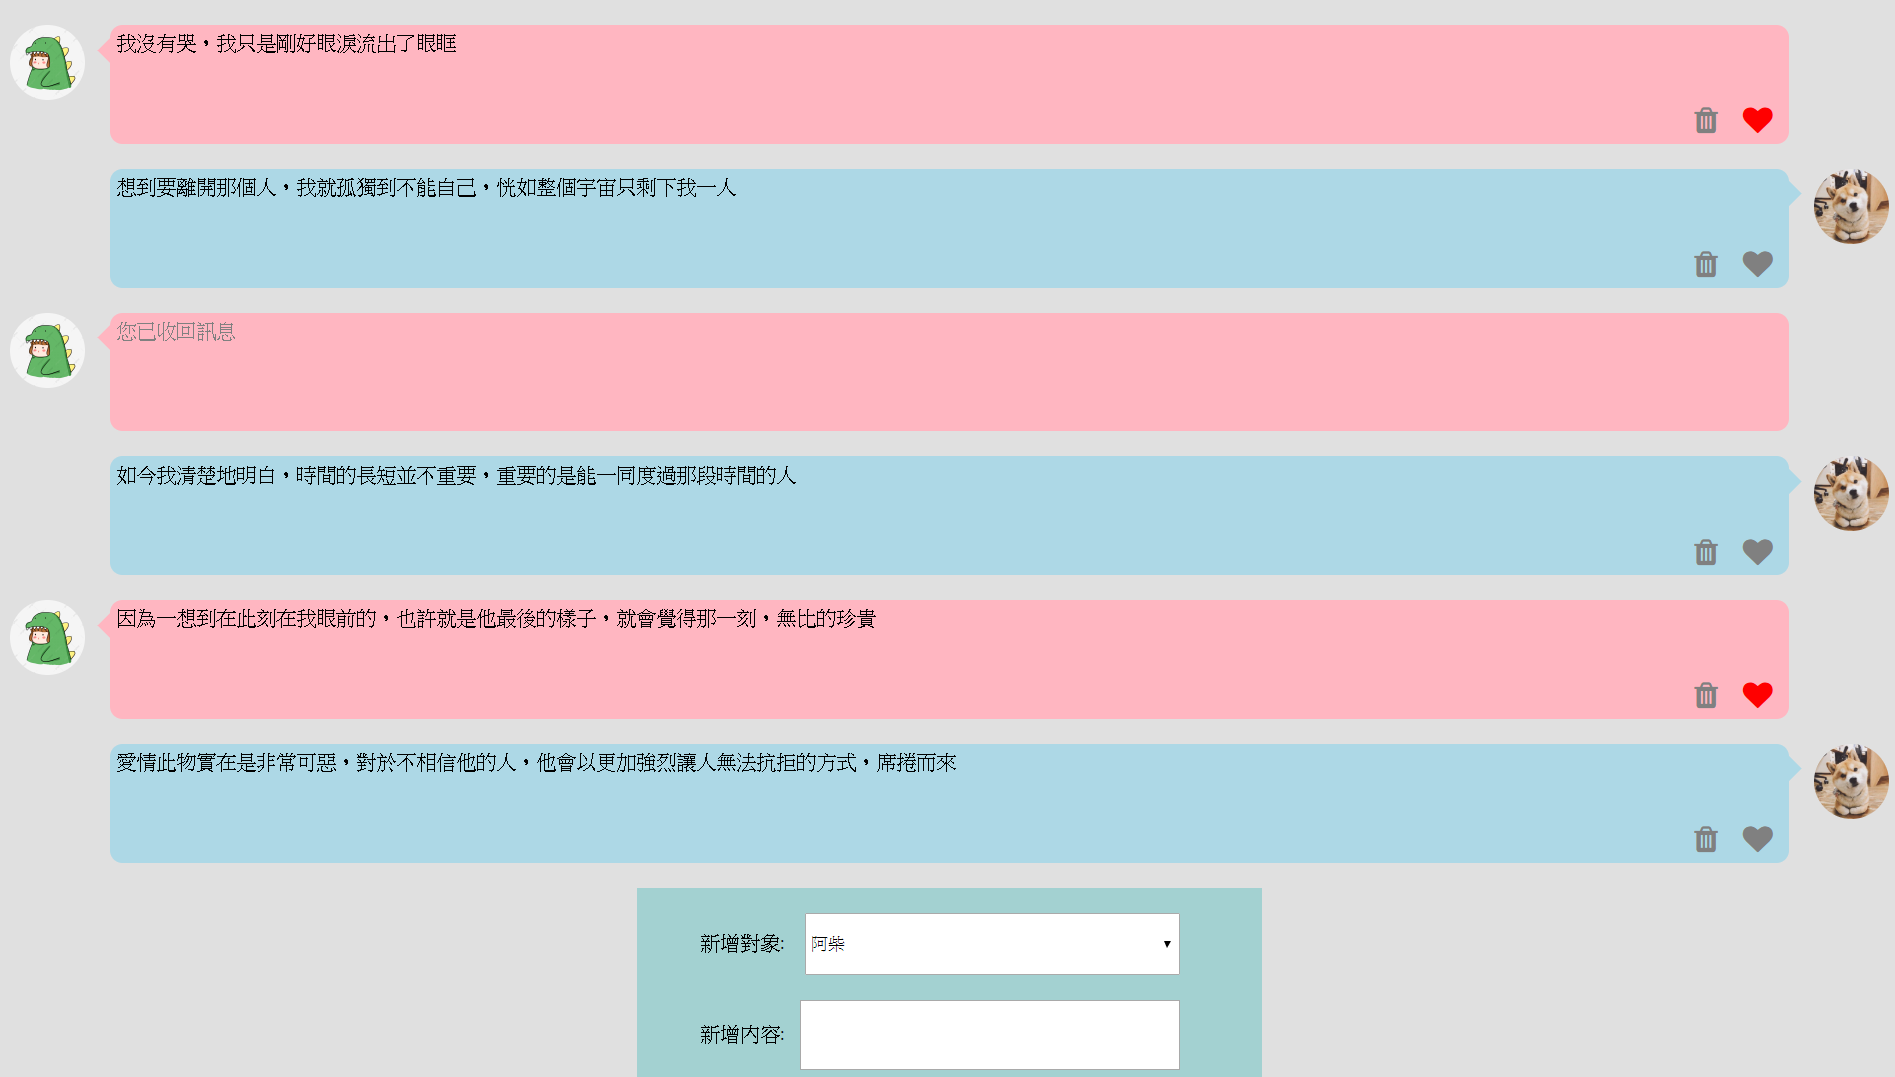 我沒有哭，我只是剛好眼淚流出了眼眶
想到要離開那個人，我就孤獨到不能自己，恍如整個宇宙只剩下我一人
您已收回訊息
如今我清楚地明白，時間的長短並不重要，重要的是能一同度過那段時間的人
因為一想到在此刻在我眼前的，也許就是他最後的樣子，就會覺得那一刻，無比的珍貴
愛情此物實在是非常可惡，對於不相信他的人，他會以更加強烈讓人無法抗拒的方式，席捲而來
新增對象: 阿柴
新增內容: